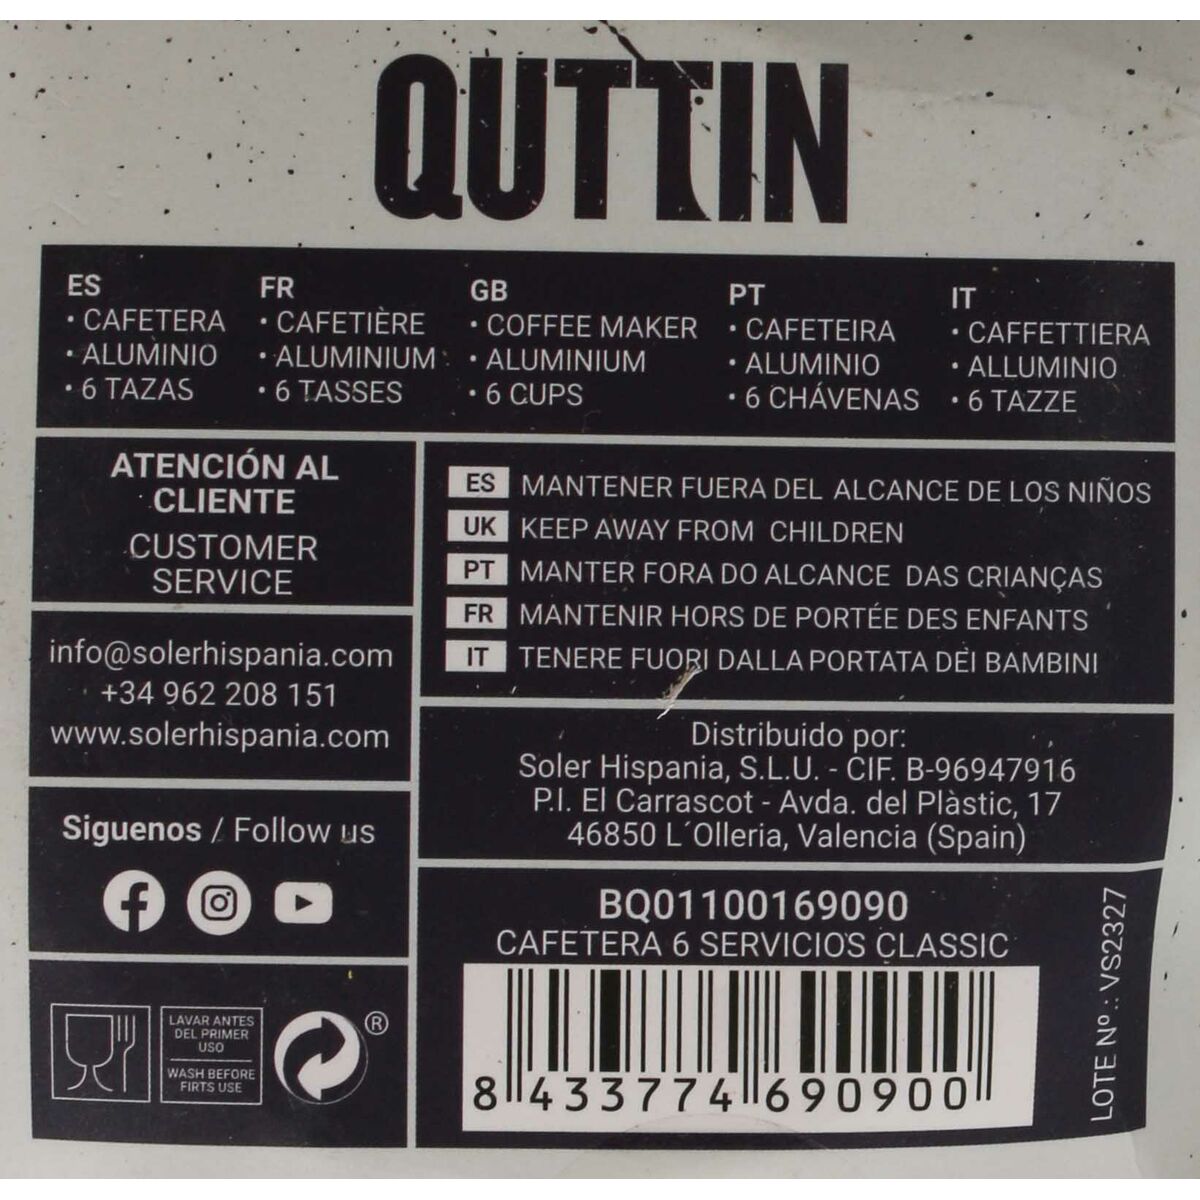 QUTTIN
ES
• CAFETERA
• ALUMINIO
• 6 TAZAS
FR
• CAFETIÈRE
• ALUMINIUM
• 6 TASSES
GB
• COFFEE MAKER
• ALUMINIUM
• 6 CUPS
PT
• CAFETEIRA
• ALUMINIO
• 6 CHÁVENAS
IT
• CAFFETTIERA
• ALLUMINIO
• 6 TAZZE
ATENCIÓN AL
CLIENTE
CUSTOMER
SERVICE
info@solerhispania.com
+34 962 208 151
www.solerhispania.com
Siguenos / Follow us
LAVAR ANTES
DEL PRIMER
USO
WASH BEFORE
FIRTS USE
®
ES MANTENER FUERA DEL ALCANCE DE LOS NIÑOS
UK KEEP AWAY FROM CHILDREN
PT MANTER FORA DO ALCANCE DAS CRIANÇAS
FR MANTENIR HORS DE PORTÉE DES ENFANTS
IT TENERE FUORI DALLA PORTATA DEI BAMBINI
Distribuido por:
Soler Hispania, S.L.U. - CIF. B-96947916
P.I. El Carrascot - Avda. del Plàstic, 17
46850 L´Olleria, Valencia (Spain)
BQ01100169090
CAFETERA 6 SERVICIOS CLASSIC
8 433774 690900
LOTE Nº.: VS2327